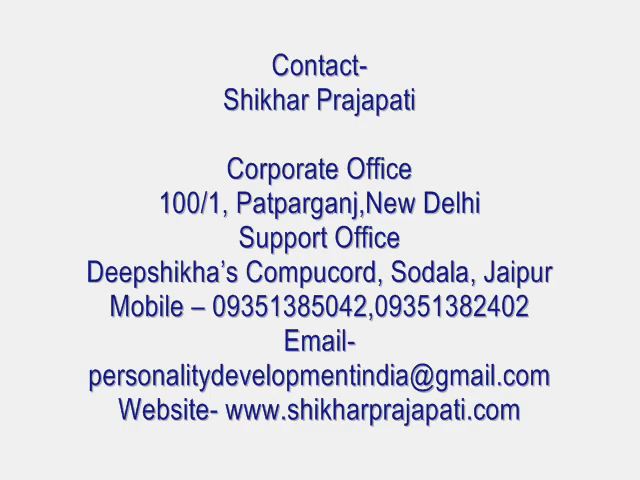 Contact-
Shikhar Prajapati
Corporate Office
100/1, Patparganj,New Delhi
Support Office
Deepshikha’s Compucord, Sodala, Jaipur
Mobile – 09351385042,09351382402
Email-
personalitydevelopmentindia@gmail.com
Website- www.shikharprajapati.com